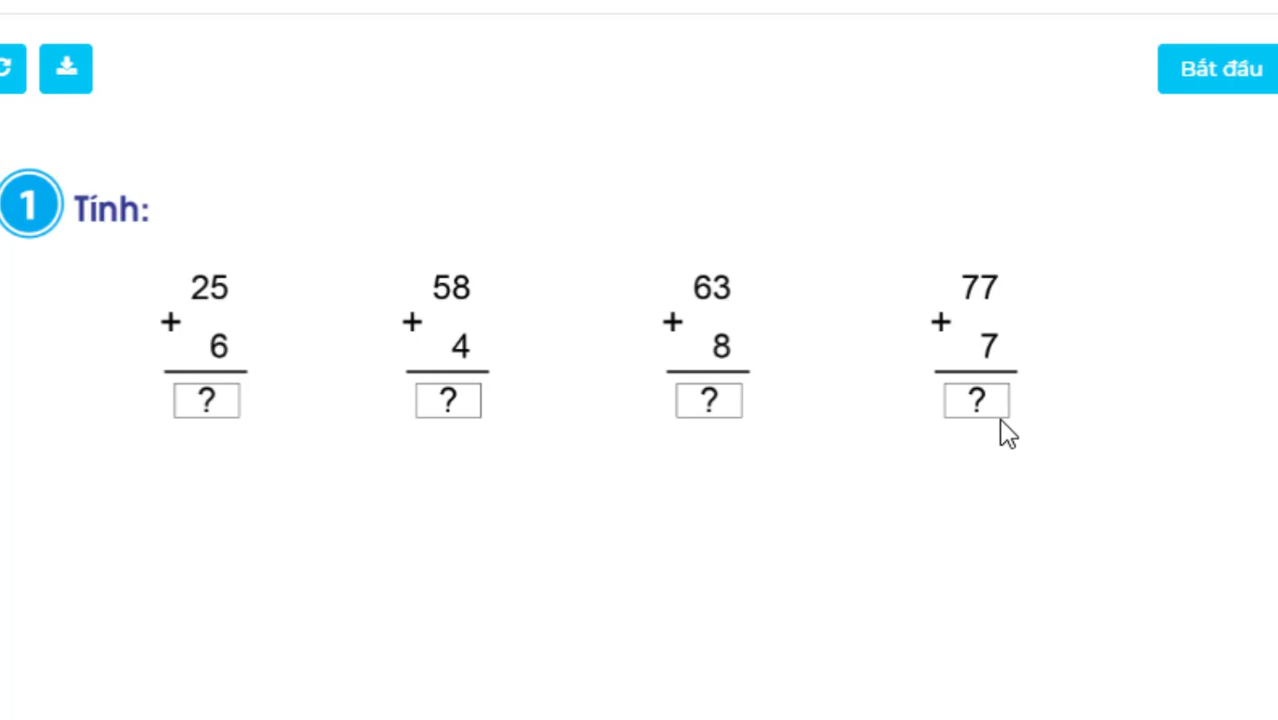 Bắt đầu
1 Tính:
25 58 63 77
+ + + +
6 4 8 7
? ? ? ?